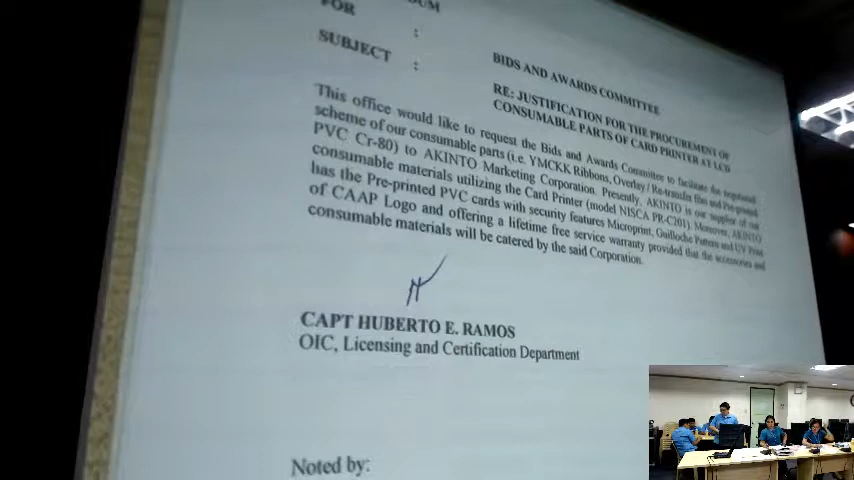 FOR :
SUBJECT :
BIDS AND AWARDS COMMITTEE
RE: JUSTIFICATION FOR THE PROCUREMENT OF
CONSUMABLE PARTS OF CARD PRINTER AT LCD
This office would like to request the Bids and Awards Committee to facilitate the negotiated
scheme of our consumable parts (i.e. YMCKK Ribbons, Overlay / Re-transfer film and Pre-printed
PVC Cr-80) to AKINTO Marketing Corporation. Presently, AKINTO is our supplier of our
consumable materials utilizing the Card Printer (model NISCA PR-C201). Moreover, AKINTO
has the Pre-printed PVC cards with security features Microprint, Guilloche Pattern and UV Print
of CAAP Logo and offering a lifetime free service warranty provided that the accessories and
consumable materials will be catered by the said Corporation.
CAPT HUBERTO E. RAMOS
OIC, Licensing and Certification Department
Noted by: